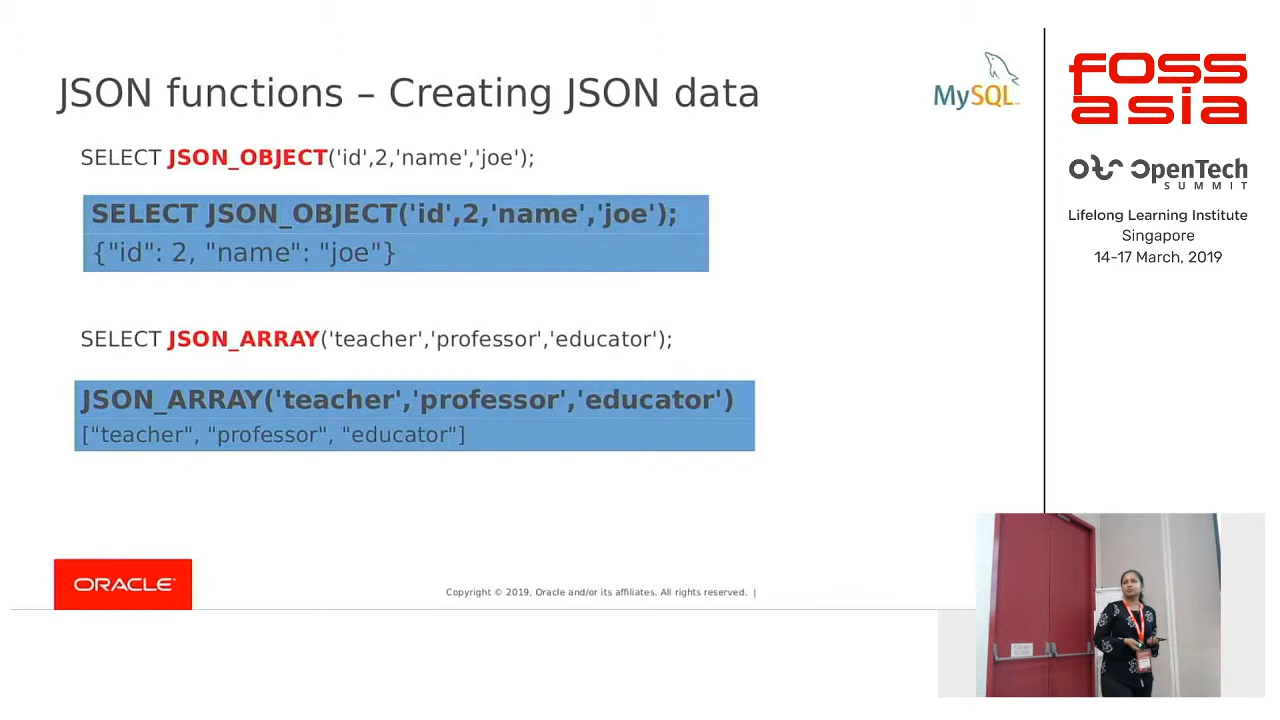 JSON functions – Creating JSON data
MySQL
SELECT JSON_OBJECT('id',2,'name','joe');
SELECT JSON_OBJECT('id',2,'name','joe');
{"id": 2, "name": "joe"}
SELECT JSON_ARRAY('teacher','professor','educator');
JSON_ARRAY('teacher','professor','educator')
["teacher", "professor", "educator"]
ORACLE
Copyright © 2019, Oracle and/or its affiliates. All rights reserved. |
foss
asia
OpenTech
SUMMIT
Lifelong Learning Institute
Singapore
14-17 March, 2019